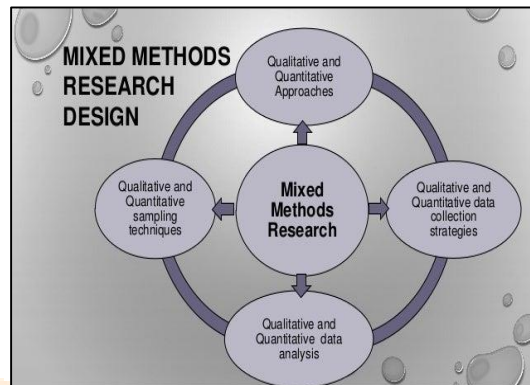 MIXED METHODS
RESEARCH
DESIGN
Qualitative and
Quantitative
Approaches
Qualitative and
Quantitative
sampling
techniques
Mixed
Methods
Research
Qualitative and
Quantitative data
collection
strategies
Qualitative and
Quantitative data
analysis